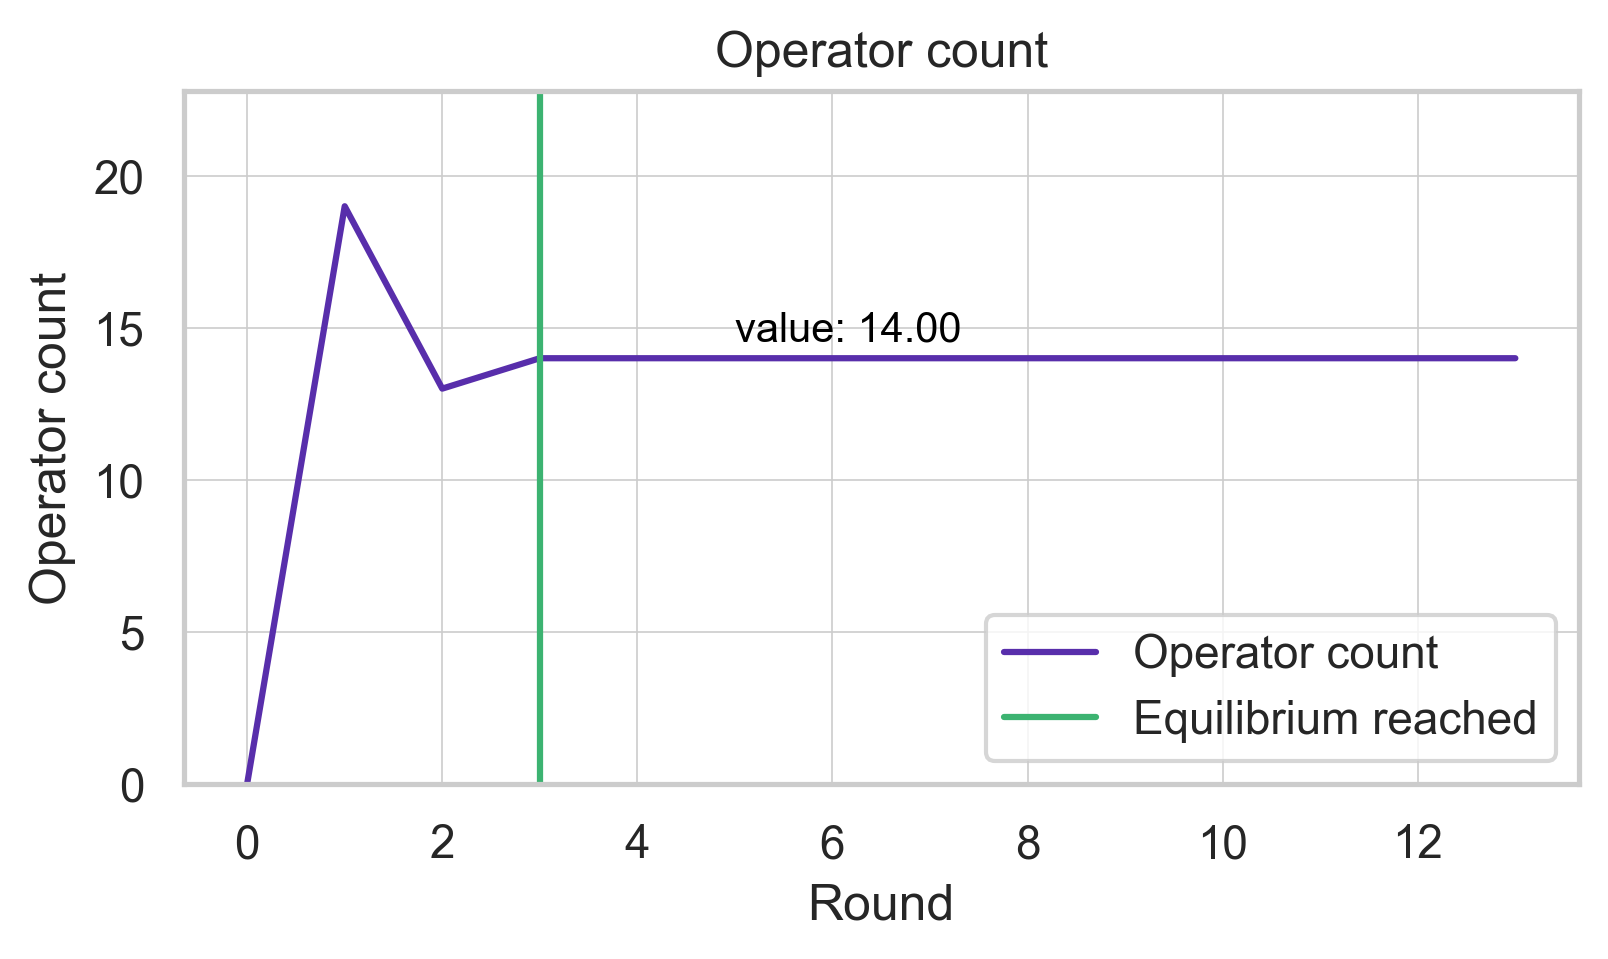 Operator count
Operator count
20
15
10
5
0
value: 14.00
Operator count
Equilibrium reached
0 2 4 6 8 10 12
Round